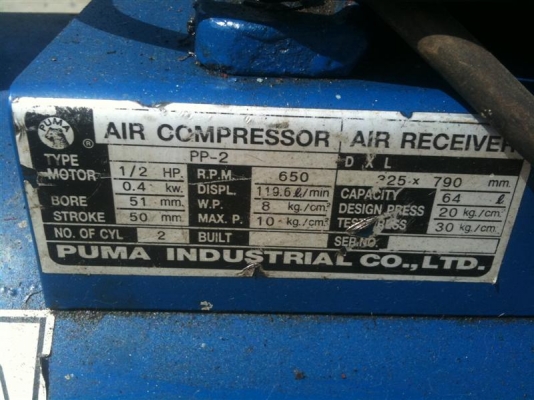 PUMA ®
AIR COMPRESSOR AIR RECEIVER
TYPE PP-2 D X L
MOTOR 1/2 HP. R.P.M 650 325 x 790 mm.
0.4 kw. DISPL. 119.6 ℓ/min CAPACITY 64 ℓ
BORE 51 mm. W.P. 8 kg./cm² DESIGN PRESS 20 kg./cm²
STROKE 50 mm. MAX. P. 10 kg./cm² TEST PRESS 30 kg./cm²
NO. OF CYL 2 BUILT SER.NO.
PUMA INDUSTRIAL CO., LTD.